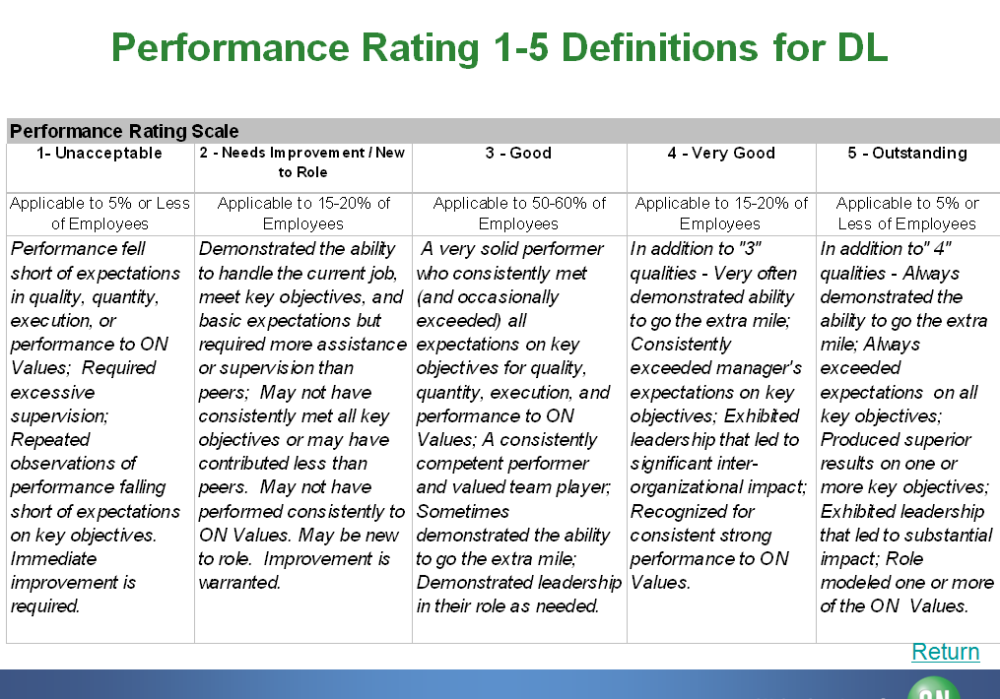 Performance Rating 1-5 Definitions for DL
Performance Rating Scale
1- Unacceptable
2 - Needs Improvement / New
to Role
3 - Good
4 - Very Good
5 - Outstanding
Applicable to 5% or Less
of Employees
Applicable to 15-20% of
Employees
Applicable to 50-60% of
Employees
Applicable to 15-20% of
Employees
Applicable to 5% or
Less of Employees
Performance fell
short of expectations
in quality, quantity,
execution, or
performance to ON
Values;  Required
excessive
supervision;
Repeated
observations of
performance falling
short of expectations
on key objectives.
Immediate
improvement is
required.
Demonstrated the ability
to handle the current job,
meet key objectives, and
basic expectations but
required more assistance
or supervision than
peers;  May not have
consistently met all key
objectives or may have
contributed less than
peers.  May not have
performed consistently to
ON Values. May be new
to role.  Improvement is
warranted.
A very solid performer
who consistently met
(and occasionally
exceeded) all
expectations on key
objectives for quality,
quantity, execution, and
performance to ON
Values; A consistently
competent performer
and valued team player;
Sometimes
demonstrated the ability
to go the extra mile;
Demonstrated leadership
in their role as needed.
In addition to "3"
qualities - Very often
demonstrated ability
to go the extra mile;
Consistently
exceeded manager's
expectations on key
objectives; Exhibited
leadership that led to
significant inter-
organizational impact;
Recognized for
consistent strong
performance to ON
Values.
In addition to" 4"
qualities - Always
demonstrated the
ability to go the extra
mile; Always
exceeded
expectations  on all
key objectives;
Produced superior
results on one or
more key objectives;
Exhibited leadership
that led to substantial
impact; Role
modeled one or more
of the ON  Values.
Return
ON